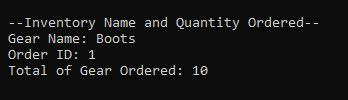 --Inventory Name and Quantity Ordered--
Gear Name: Boots
Order ID: 1
Total of Gear Ordered: 10